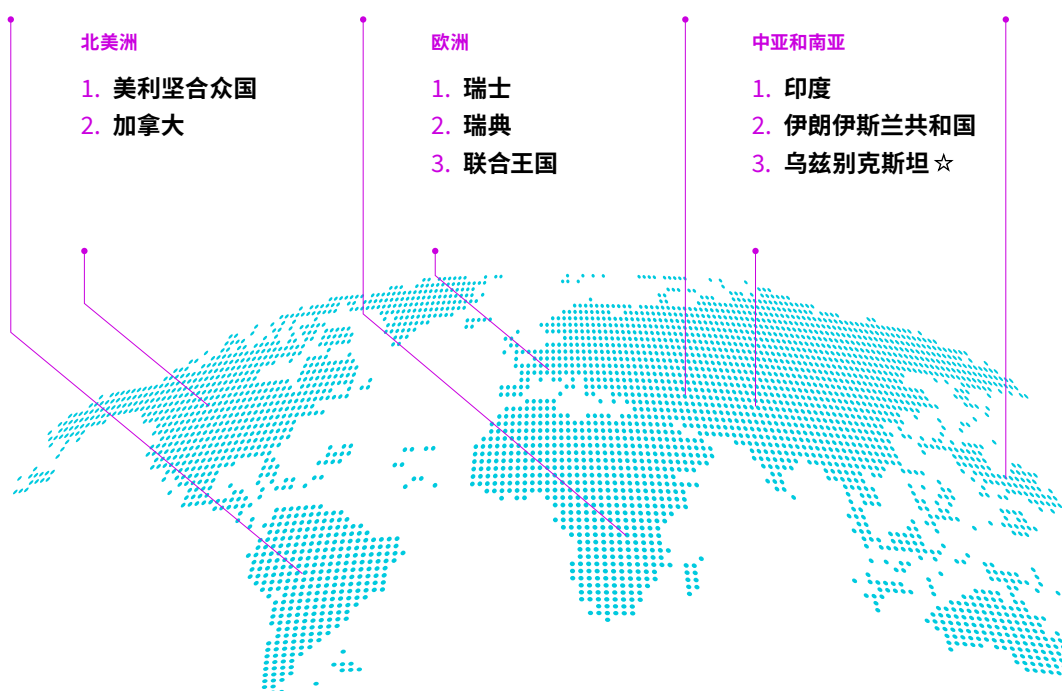 北美洲
1. 美利坚合众国
2. 加拿大
欧洲
1. 瑞士
2. 瑞典
3. 联合王国
中亚和南亚
1. 印度
2. 伊朗伊斯兰共和国
3. 乌兹别克斯坦☆